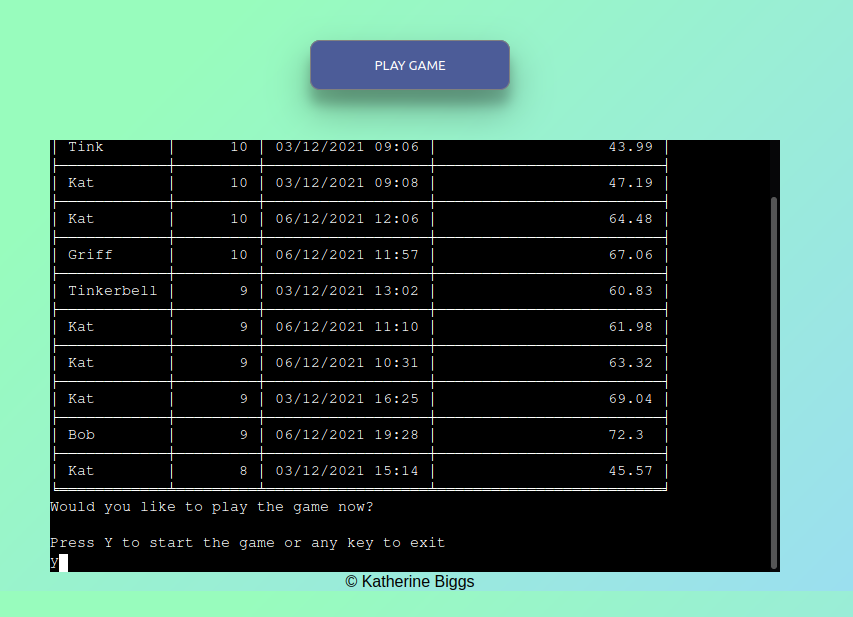 PLAY GAME
Tink 10 03/12/2021 09:06 43.99
Kat 10 03/12/2021 09:08 47.19
Kat 10 06/12/2021 12:06 64.48
Griff 10 06/12/2021 11:57 67.06
Tinkerbell 9 03/12/2021 13:02 60.83
Kat 9 06/12/2021 11:10 61.98
Kat 9 06/12/2021 10:31 63.32
Kat 9 03/12/2021 16:25 69.04
Bob 9 06/12/2021 19:28 72.3
Kat 8 03/12/2021 15:14 45.57
Would you like to play the game now?
Press Y to start the game or any key to exit
y
© Katherine Biggs